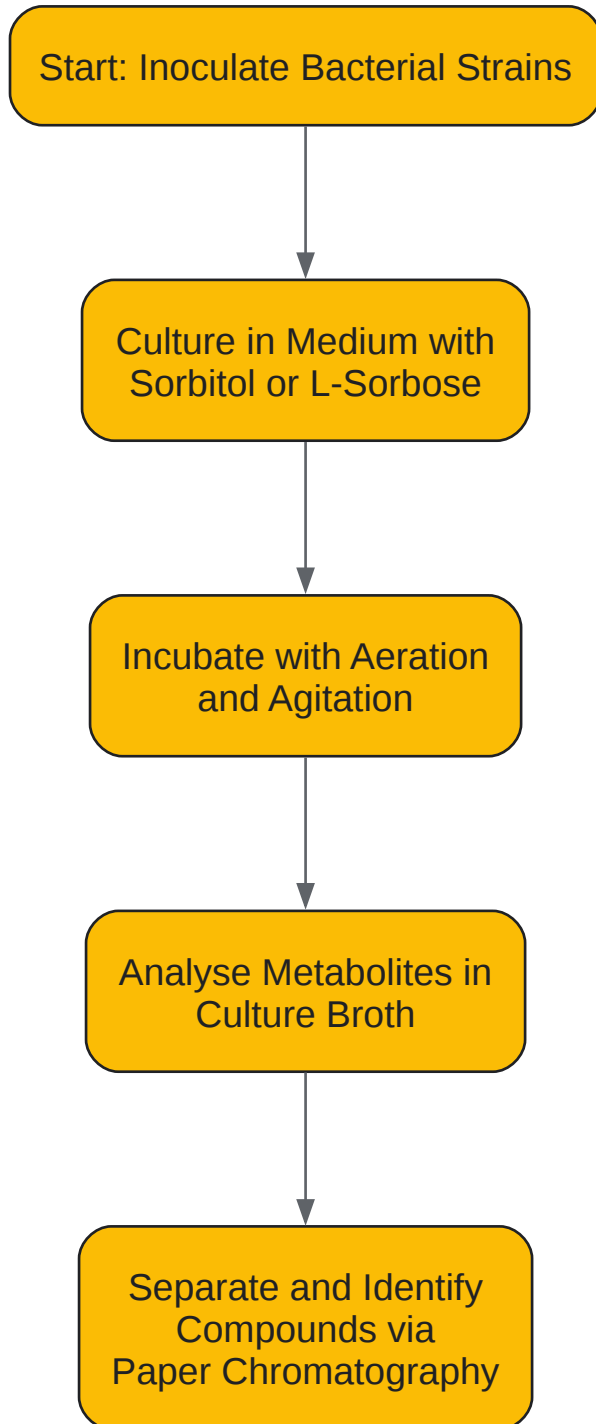 Start: Inoculate Bacterial Strains
Culture in Medium with
Sorbitol or L-Sorbose
Incubate with Aeration
and Agitation
Analyse Metabolites in
Culture Broth
Separate and Identify
Compounds via
Paper Chromatography